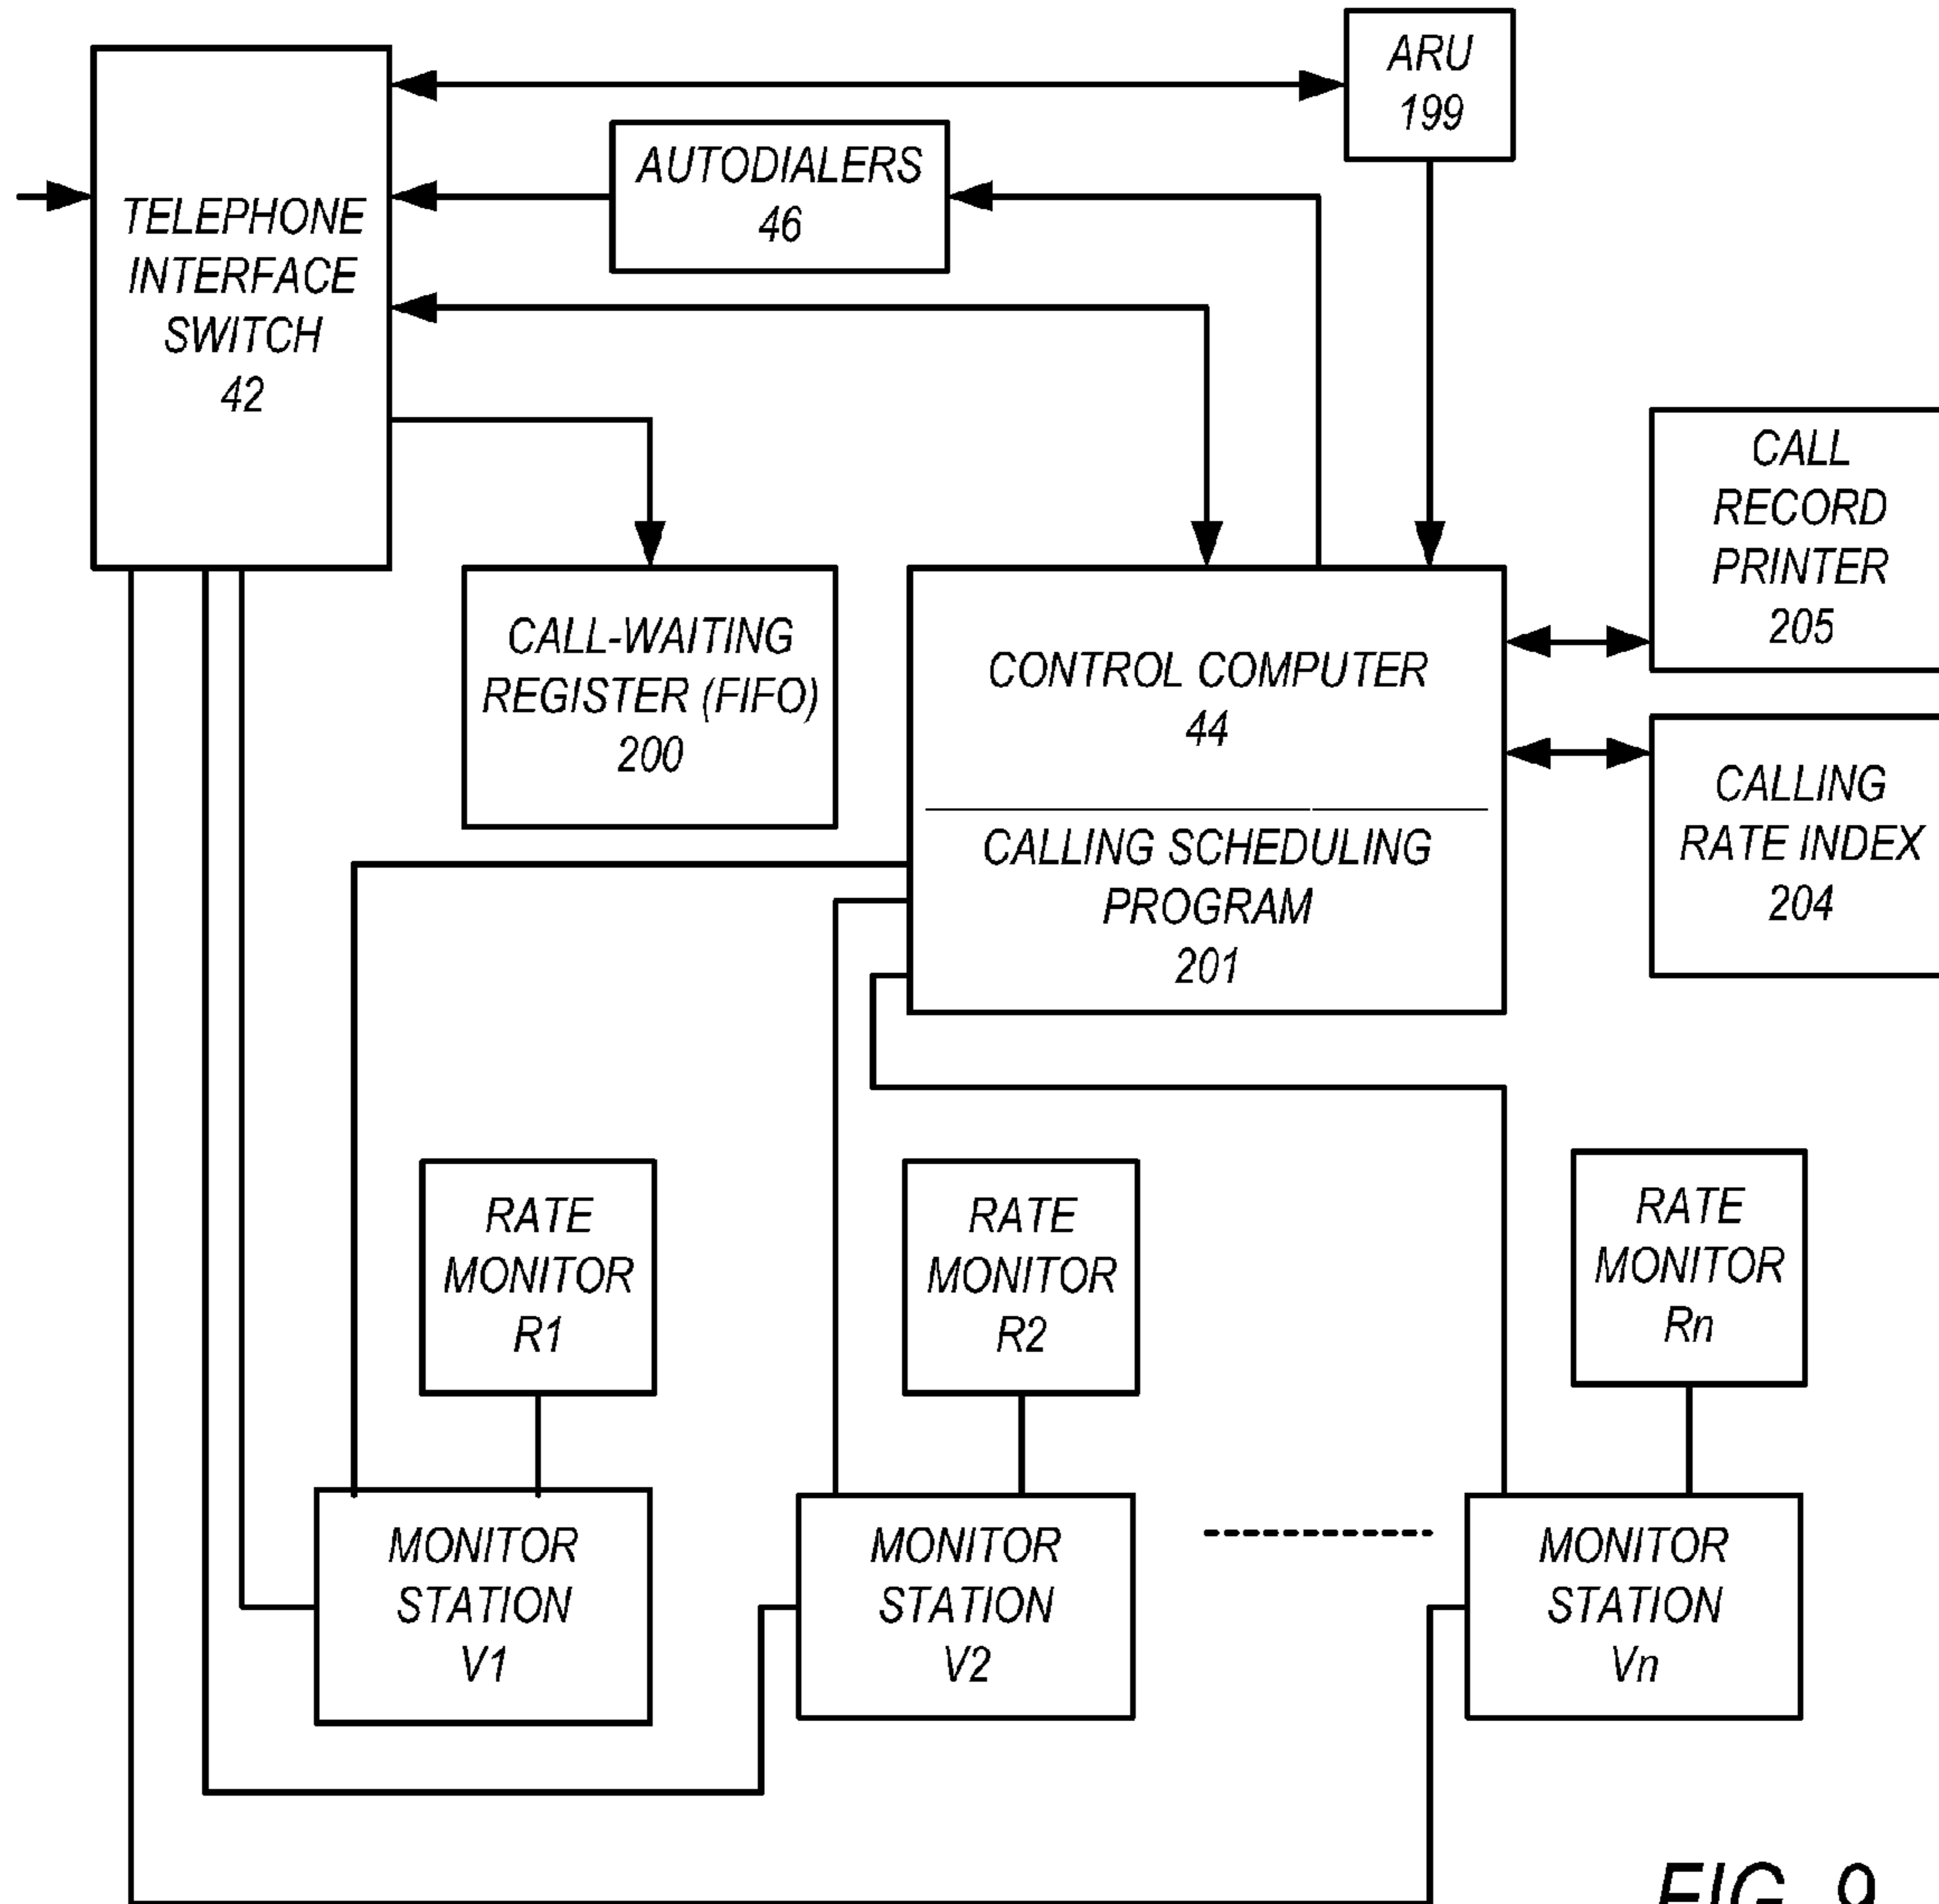 ARU
199
AUTODIALERS
46
TELEPHONE
INTERFACE
SWITCH
42
CALL
RECORD
PRINTER
205
CALL-WAITING
REGISTER (FIFO)
200
CONTROL COMPUTER
44
CALLING SCHEDULING
PROGRAM
201
CALLING
RATE INDEX
204
RATE
MONITOR
R1
RATE
MONITOR
R2
RATE
MONITOR
Rn
MONITOR
STATION
V1
MONITOR
STATION
V2
MONITOR
STATION
Vn
FIG. 9